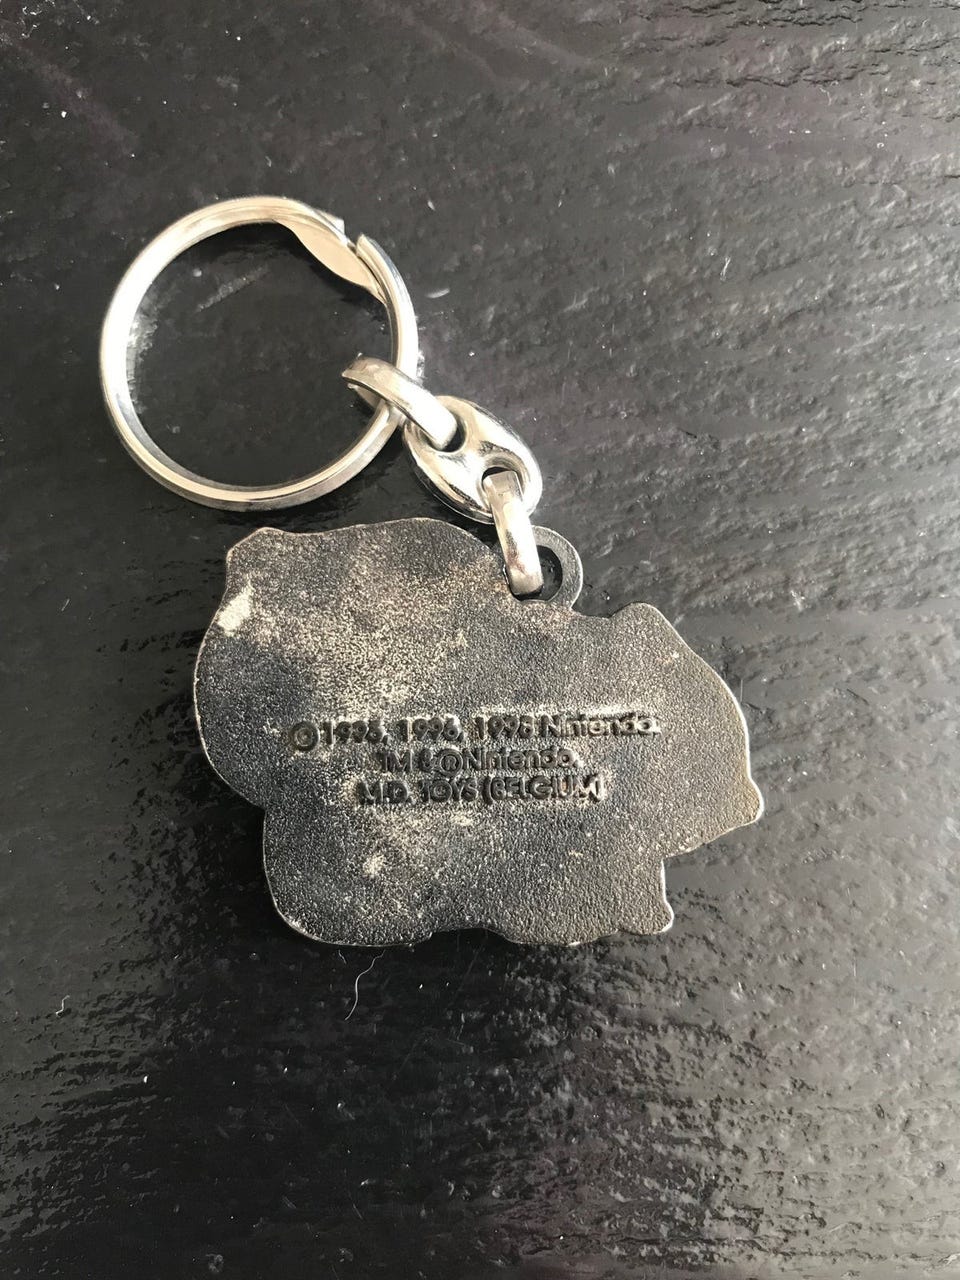 ©1995, 1996, 1998 Nintendo.
TM & ® Nintendo.
M.D. TOYS (BELGIUM)